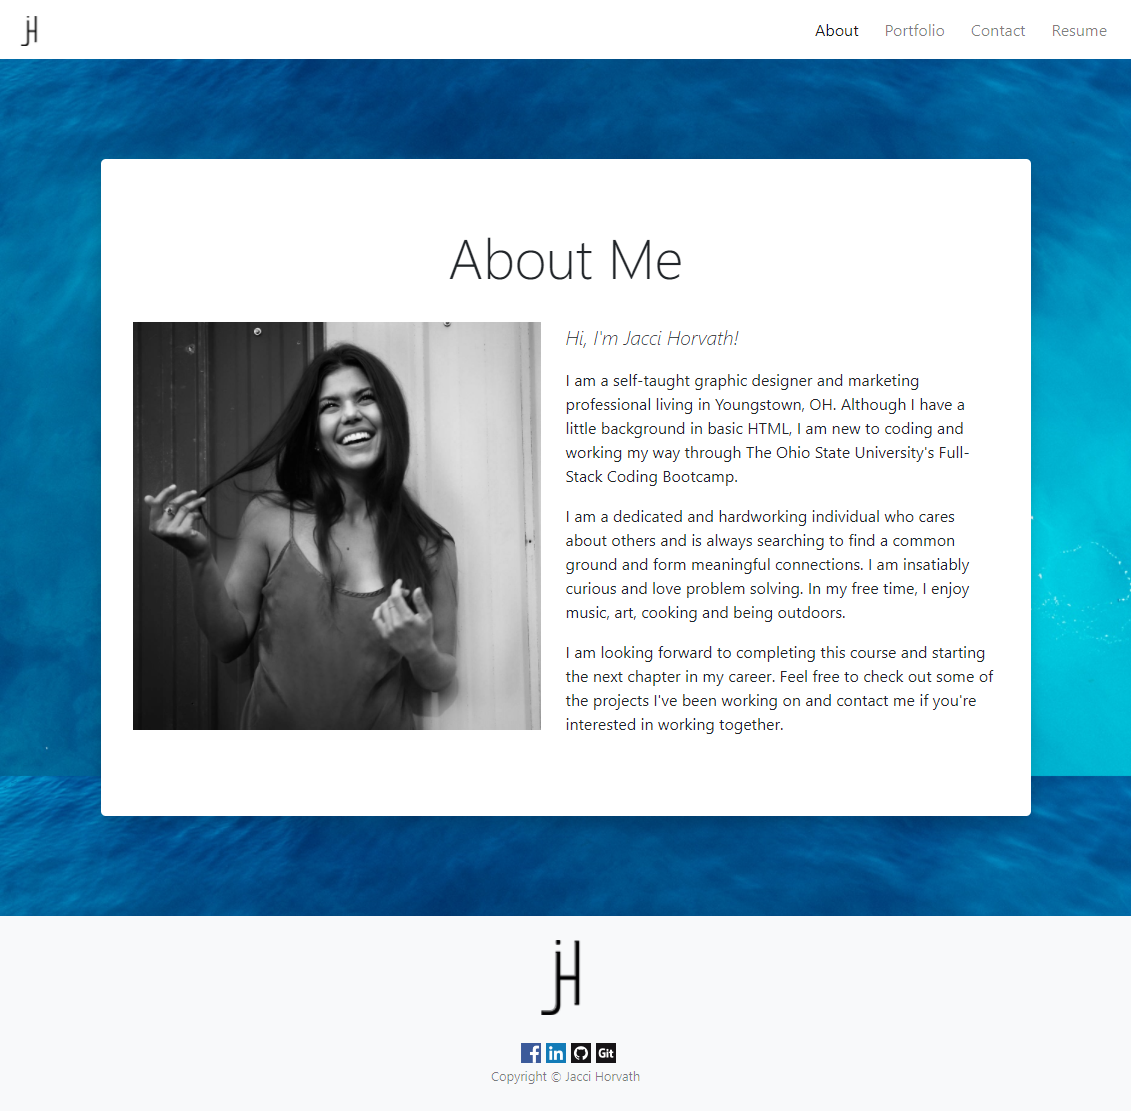 jH
About Portfolio Contact Resume
About Me
Hi, I'm Jacci Horvath!
I am a self-taught graphic designer and marketing
professional living in Youngstown, OH. Although I have a
little background in basic HTML, I am new to coding and
working my way through The Ohio State University's Full-
Stack Coding Bootcamp.
I am a dedicated and hardworking individual who cares
about others and is always searching to find a common
ground and form meaningful connections. I am insatiably
curious and love problem solving. In my free time, I enjoy
music, art, cooking and being outdoors.
I am looking forward to completing this course and starting
the next chapter in my career. Feel free to check out some of
the projects I've been working on and contact me if you're
interested in working together.
jH
f in Git
Copyright © Jacci Horvath